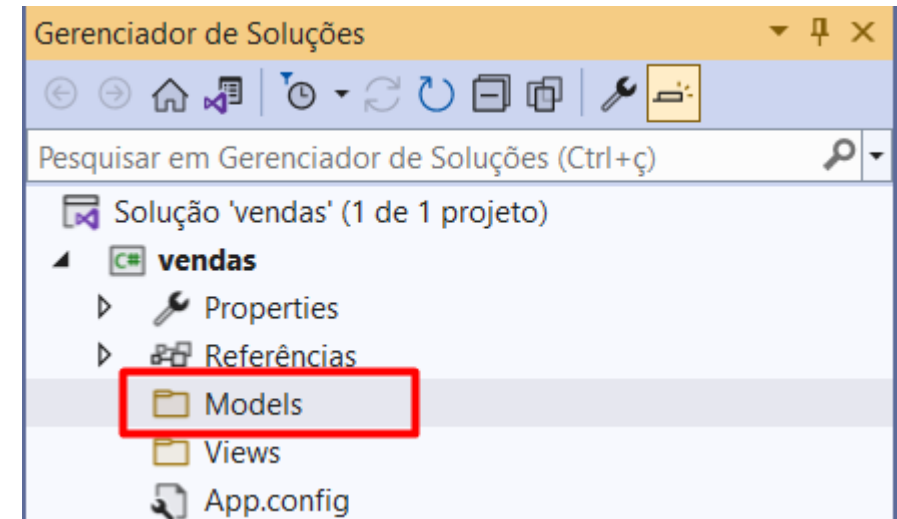 Gerenciador de Soluções
Pesquisar em Gerenciador de Soluções (Ctrl+ç)
Solução 'vendas' (1 de 1 projeto)
C# vendas
Properties
Referências
Models
Views
App.config